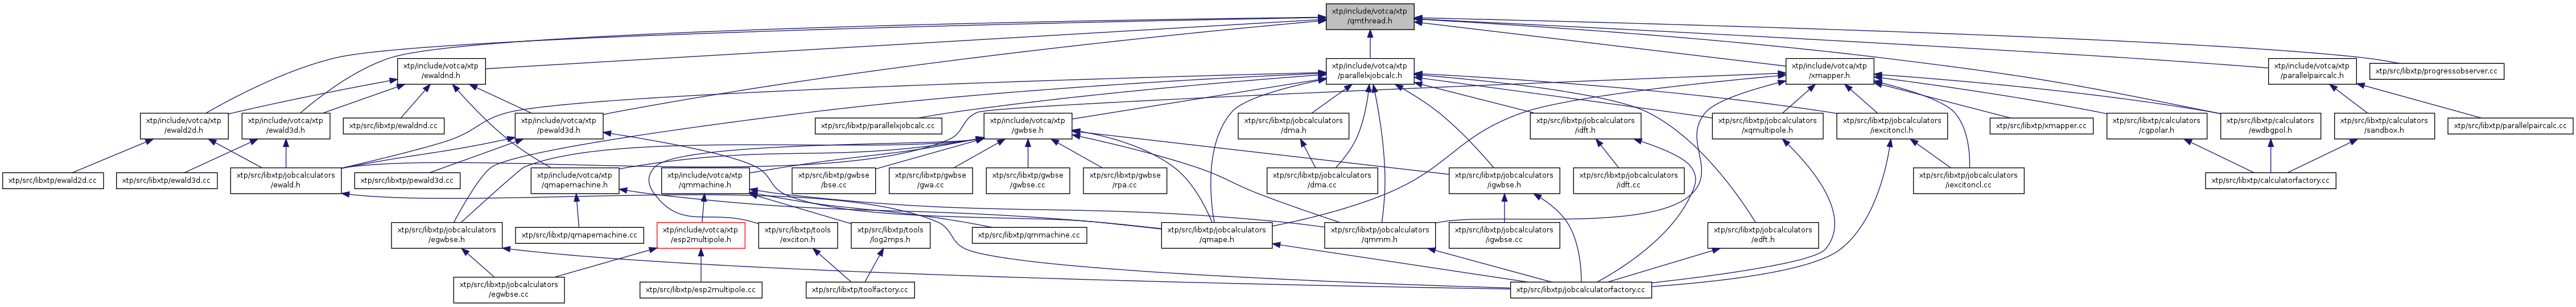 xtp/include/votca/xtp
/qmthread.h
xtp/include/votca/xtp
/ewaldnd.h
xtp/include/votca/xtp
/parallelxjobcalc.h
xtp/include/votca/xtp
/xmapper.h
xtp/include/votca/xtp
/parallelpaircalc.h
xtp/src/libxtp/progressobserver.cc
xtp/include/votca/xtp
/ewald2d.h
xtp/include/votca/xtp
/ewald3d.h
xtp/src/libxtp/ewaldnd.cc
xtp/include/votca/xtp
/pewald3d.h
xtp/src/libxtp/parallelxjobcalc.cc
xtp/include/votca/xtp
/gwbse.h
xtp/src/libxtp/jobcalculators
/dma.h
xtp/src/libxtp/jobcalculators
/idft.h
xtp/src/libxtp/jobcalculators
/xqmultipole.h
xtp/src/libxtp/jobcalculators
/iexcitoncl.h
xtp/src/libxtp/xmapper.cc
xtp/src/libxtp/calculators
/cgpolar.h
xtp/src/libxtp/calculators
/ewdbgpol.h
xtp/src/libxtp/calculators
/sandbox.h
xtp/src/libxtp/parallelpaircalc.cc
xtp/src/libxtp/ewald2d.cc
xtp/src/libxtp/ewald3d.cc
xtp/src/libxtp/jobcalculators
/ewald.h
xtp/src/libxtp/pewald3d.cc
xtp/include/votca/xtp
/qmapemachine.h
xtp/include/votca/xtp
/qmmachine.h
xtp/src/libxtp/gwbse
/bse.cc
xtp/src/libxtp/gwbse
/gwa.cc
xtp/src/libxtp/gwbse
/gwbse.cc
xtp/src/libxtp/gwbse
/rpa.cc
xtp/src/libxtp/jobcalculators
/dma.cc
xtp/src/libxtp/jobcalculators
/igwbse.h
xtp/src/libxtp/jobcalculators
/idft.cc
xtp/src/libxtp/jobcalculators
/iexcitoncl.cc
xtp/src/libxtp/calculatorfactory.cc
xtp/src/libxtp/jobcalculators
/egwbse.h
xtp/src/libxtp/qmapemachine.cc
xtp/include/votca/xtp
/esp2multipole.h
xtp/src/libxtp/tools
/exciton.h
xtp/src/libxtp/tools
/log2mps.h
xtp/src/libxtp/qmmachine.cc
xtp/src/libxtp/jobcalculators
/qmape.h
xtp/src/libxtp/jobcalculators
/qmmm.h
xtp/src/libxtp/jobcalculators
/igwbse.cc
xtp/src/libxtp/jobcalculators
/edft.h
xtp/src/libxtp/jobcalculators
/egwbse.cc
xtp/src/libxtp/esp2multipole.cc
xtp/src/libxtp/toolfactory.cc
xtp/src/libxtp/jobcalculatorfactory.cc